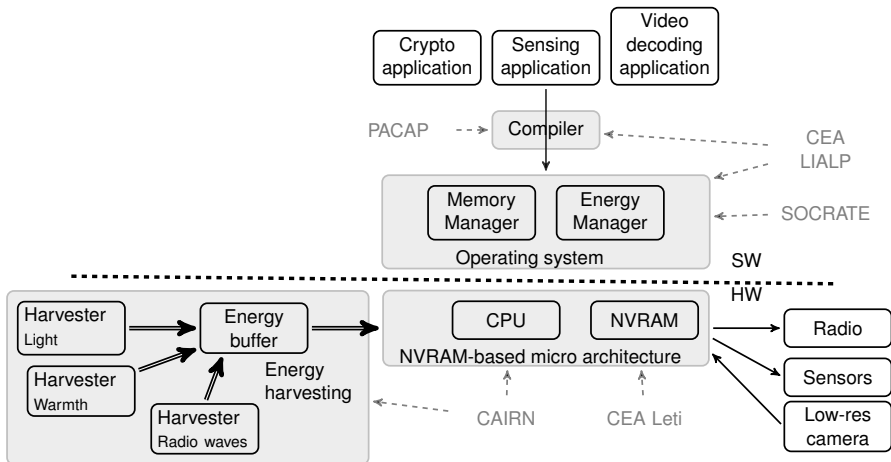 Crypto
application
Sensing
application
Video
decoding
application
PACAP
Compiler
CEA
LIALP
Memory
Manager
Energy
Manager
SOCRATE
Operating system
SW
HW
Harvester
Light
Energy
buffer
CPU
NVRAM
Radio
NVRAM-based micro architecture
Harvester
Warmth
Energy
harvesting
Sensors
Harvester
Radio waves
CAIRN
CEA Leti
Low-res
camera